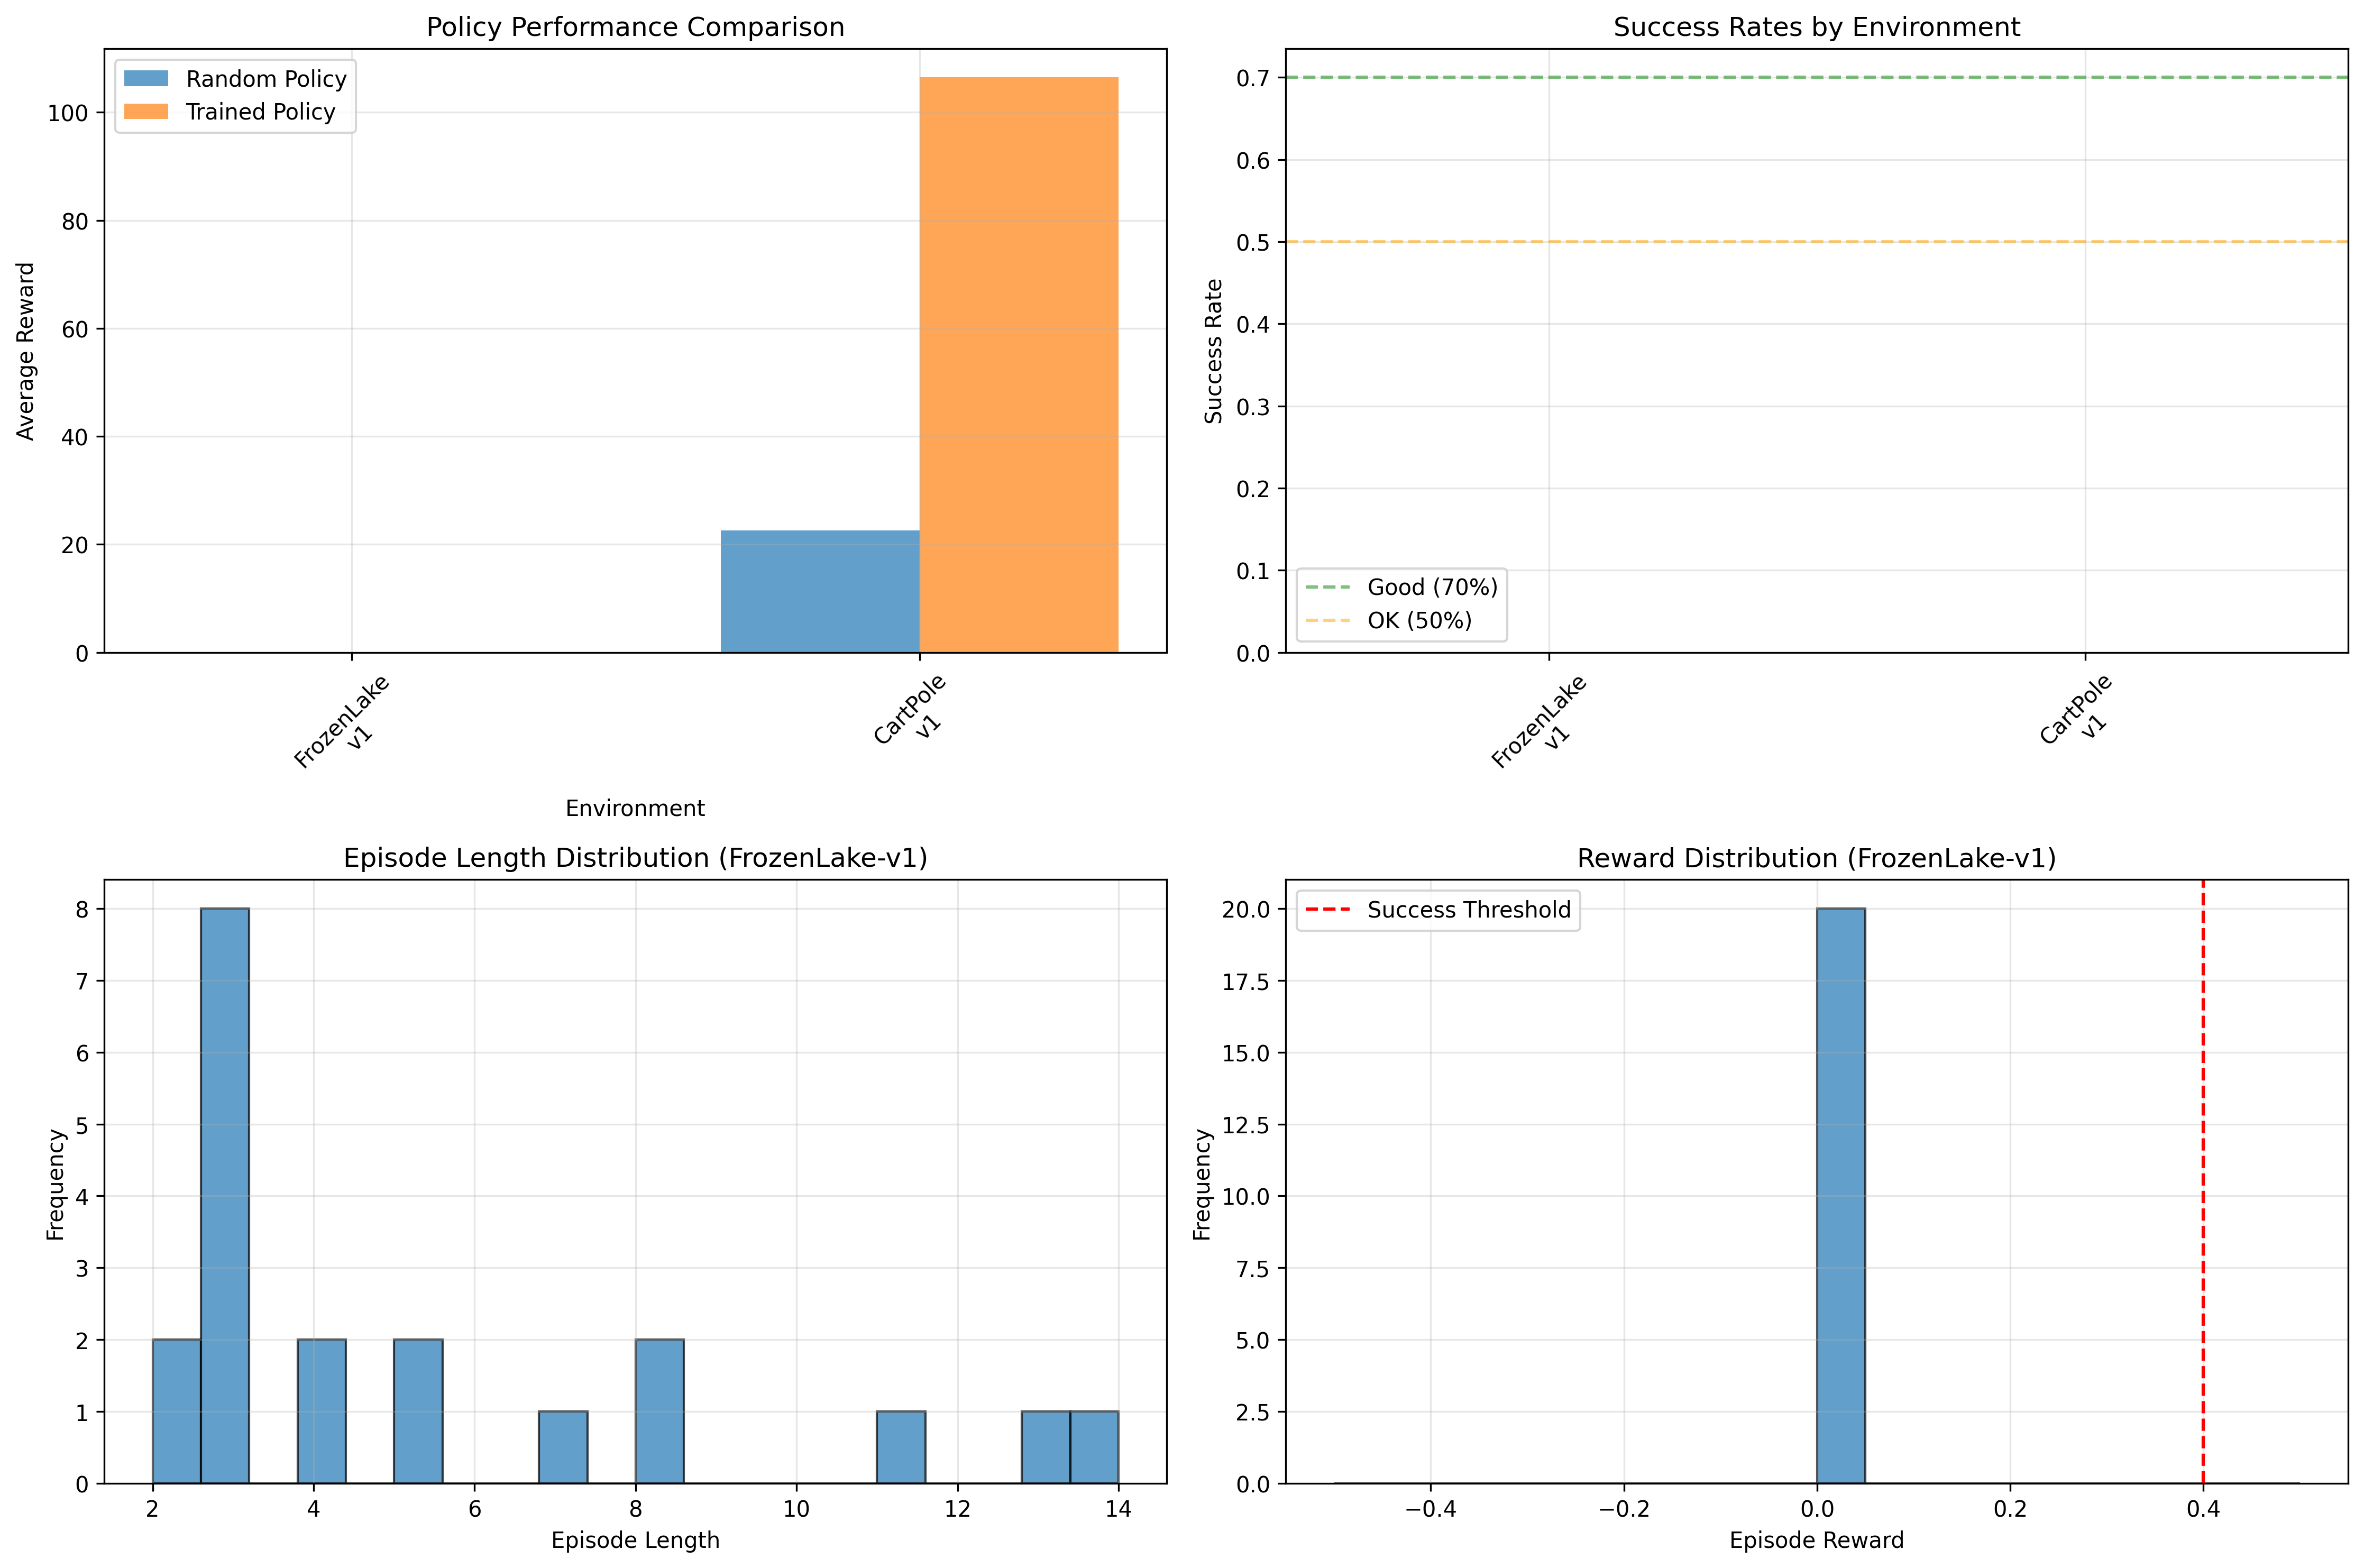 Policy Performance Comparison
Random Policy
Trained Policy
Average Reward
100
80
60
40
20
0
FrozenLake
v1
CartPole
v1
Environment
Success Rates by Environment
Success Rate
0.7
0.6
0.5
0.4
0.3
0.2
0.1
0.0
Good (70%)
OK (50%)
FrozenLake
v1
CartPole
v1
Episode Length Distribution (FrozenLake-v1)
Frequency
8
7
6
5
4
3
2
1
0
2
4
6
8
10
12
14
Episode Length
Reward Distribution (FrozenLake-v1)
Success Threshold
Frequency
20.0
17.5
15.0
12.5
10.0
7.5
5.0
2.5
0.0
−0.4
−0.2
0.0
0.2
0.4
Episode Reward